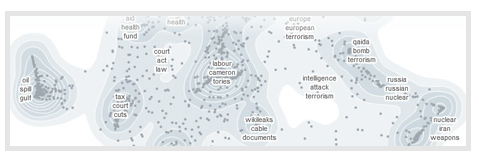 aid
health
fund
health
europe
european
terrorism
court
act
law
qaida
bomb
terrorism
labour
cameron
tories
oil
spill
gulf
intelligence
attack
terrorism
russia
russian
nuclear
tax
court
cuts
wikileaks
cable
documents
nuclear
iran
weapons